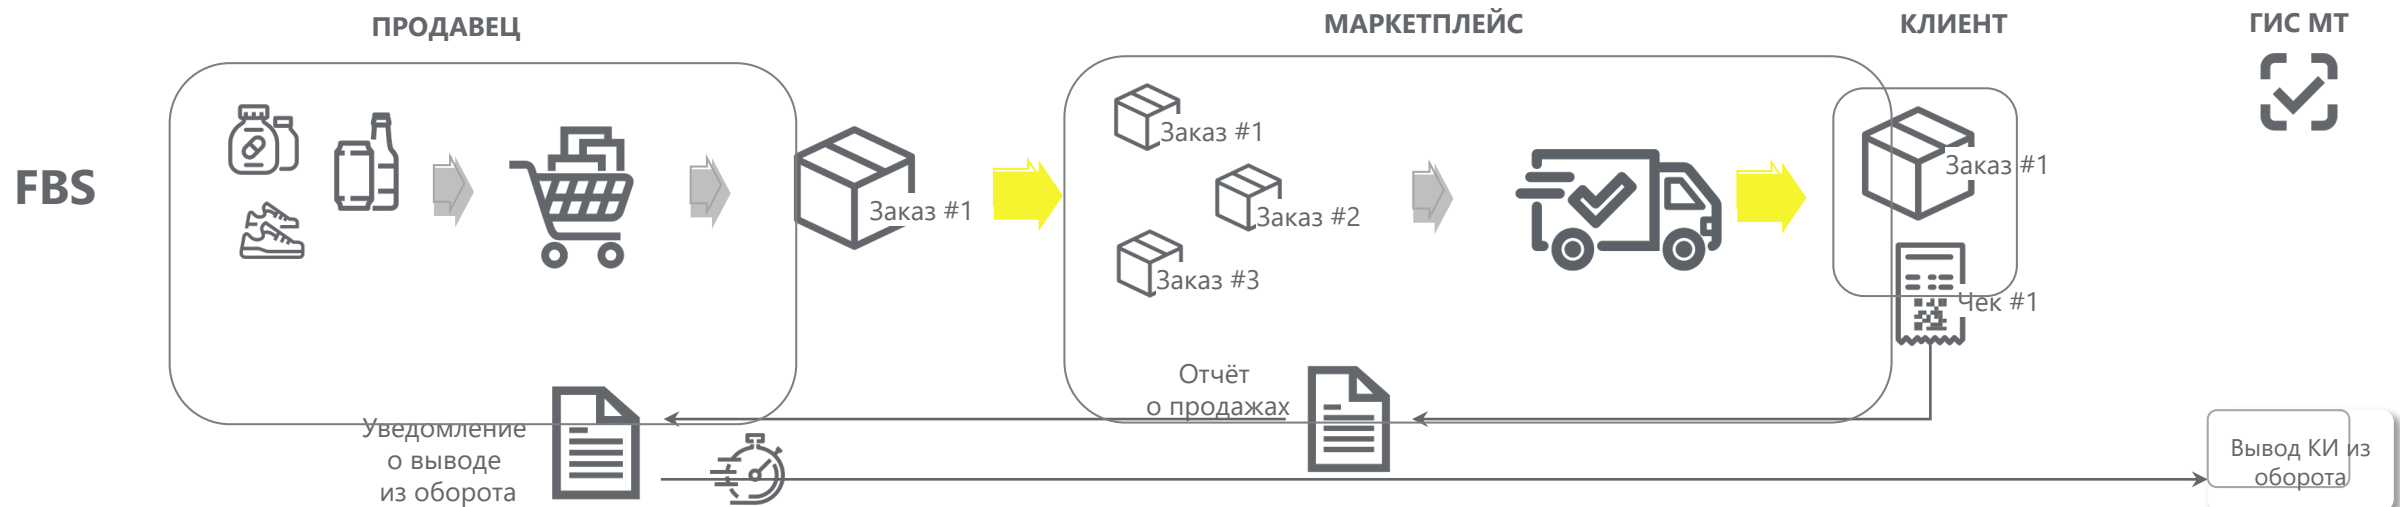 ПРОДАВЕЦ
МАРКЕТПЛЕЙС
КЛИЕНТ
ГИС МТ
FBS
Заказ #1
Заказ #1
Заказ #2
Заказ #3
Заказ #1
Чек #1
Отчёт
о продажах
Уведомление
о выводе
из оборота
Вывод КИ из
оборота